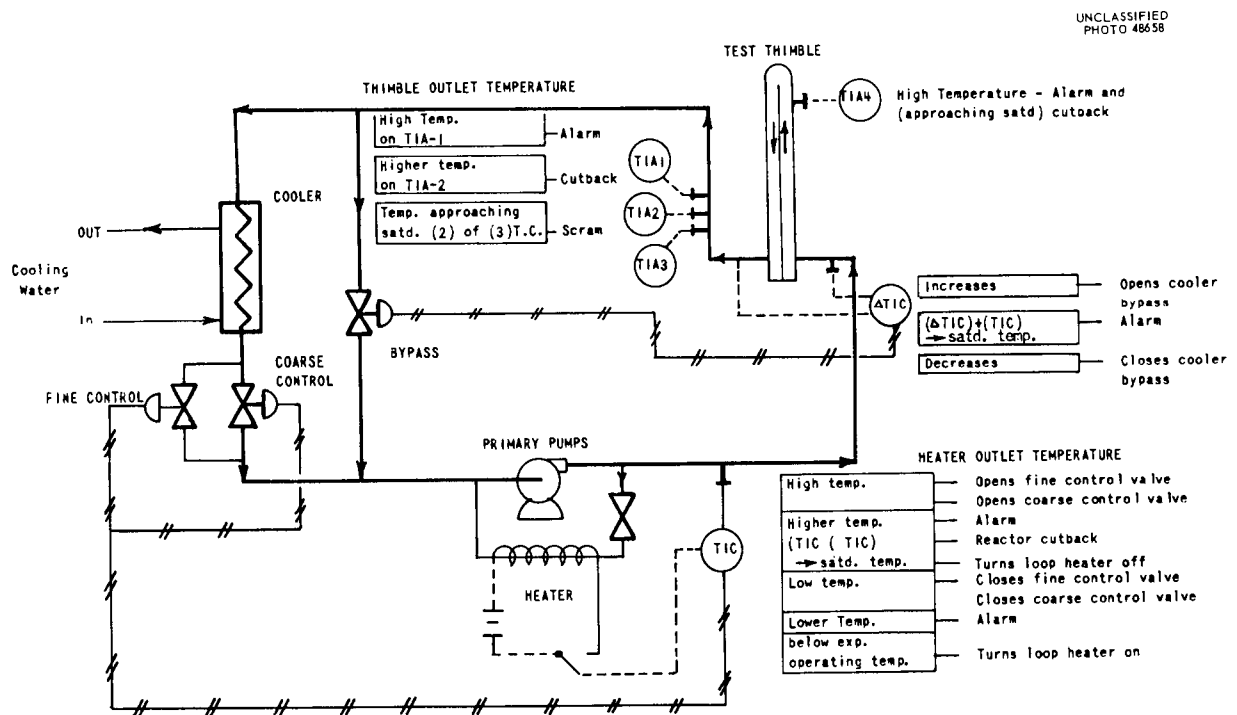 UNCLASSIFIED
PHOTO 48658
TEST THIMBLE
THIMBLE OUTLET TEMPERATURE
TIA4
High Temperature - Alarm and
(approaching satd) cutback
High Temp.
on TIA-1
Alarm
Higher temp.
on TIA-2
Cutback
Temp. approaching
satd. (2) of (3)T.C.
Scram
TIA1
TIA2
TIA3
COOLER
OUT
Cooling
Water
In
COARSE
CONTROL
FINE CONTROL
BYPASS
ΔTIC
Increases
Opens cooler
bypass
(ΔTIC)+(TIC)
satd. temp.
Alarm
Decreases
Closes cooler
bypass
PRIMARY PUMPS
HEATER
TIC
HEATER OUTLET TEMPERATURE
High temp.
Opens fine control valve
Opens coarse control valve
Higher temp.
Alarm
(TIC ( TIC)
Reactor cutback
satd. temp.
Turns loop heater off
Low temp.
Closes fine control valve
Closes coarse control valve
Lower Temp.
Alarm
below exp.
operating temp.
Turns loop heater on